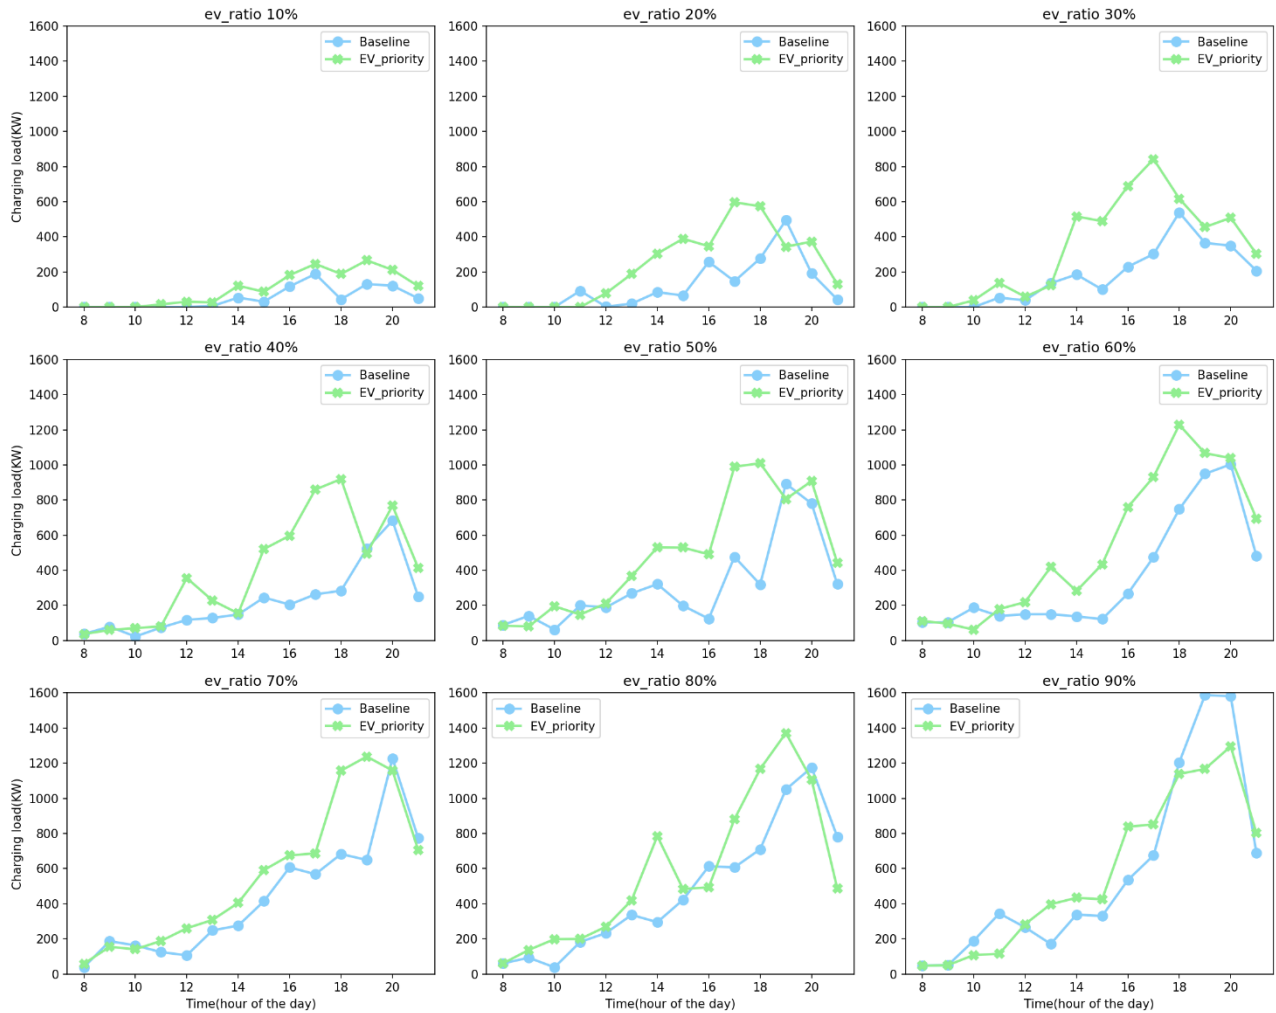 ev_ratio 10%
ev_ratio 20%
ev_ratio 30%
1600
1400
1200
1000
800
600
400
200
0
Charging load(KW)
Baseline
EV_priority
8 10 12 14 16 18 20
1600
1400
1200
1000
800
600
400
200
0
Baseline
EV_priority
8 10 12 14 16 18 20
1600
1400
1200
1000
800
600
400
200
0
Baseline
EV_priority
8 10 12 14 16 18 20
ev_ratio 40%
ev_ratio 50%
ev_ratio 60%
1600
1400
1200
1000
800
600
400
200
0
Charging load(KW)
Baseline
EV_priority
8 10 12 14 16 18 20
1600
1400
1200
1000
800
600
400
200
0
Baseline
EV_priority
8 10 12 14 16 18 20
1600
1400
1200
1000
800
600
400
200
0
Baseline
EV_priority
8 10 12 14 16 18 20
ev_ratio 70%
ev_ratio 80%
ev_ratio 90%
1600
1400
1200
1000
800
600
400
200
0
Charging load(KW)
Baseline
EV_priority
8 10 12 14 16 18 20
Time(hour of the day)
1600
1400
1200
1000
800
600
400
200
0
Baseline
EV_priority
8 10 12 14 16 18 20
Time(hour of the day)
1600
1400
1200
1000
800
600
400
200
0
Baseline
EV_priority
8 10 12 14 16 18 20
Time(hour of the day)